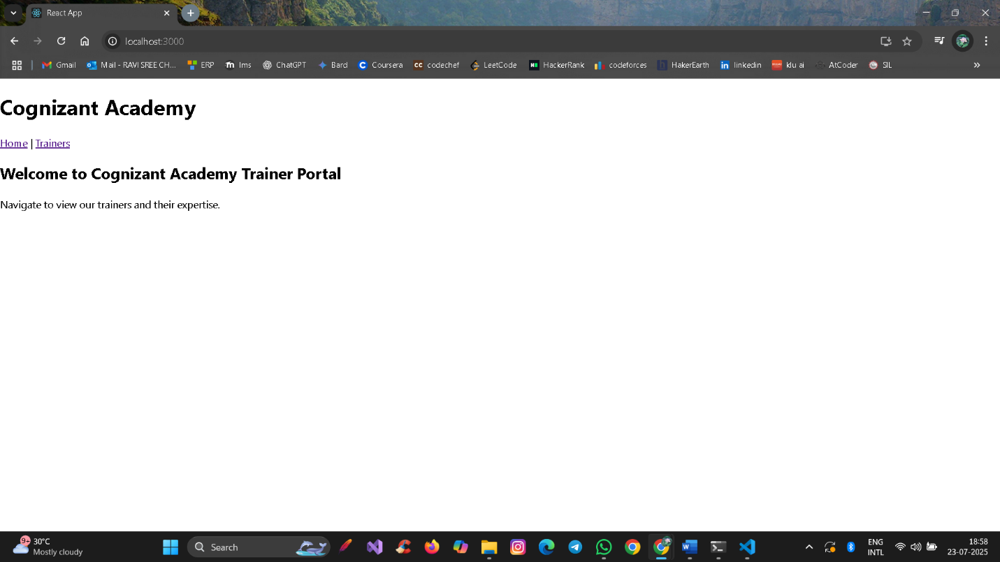 React App
localhost:3000
Gmail
Mail - RAVI SREE CH...
ERP
lms
ChatGPT
Bard
Coursera
codechef
LeetCode
HackerRank
codeforces
HakerEarth
linkedin
klu ai
AtCoder
SIL
Cognizant Academy
Home | Trainers
Welcome to Cognizant Academy Trainer Portal
Navigate to view our trainers and their expertise.
9+
30°C
Mostly cloudy
Search
ENG
INTL
18:58
23-07-2025